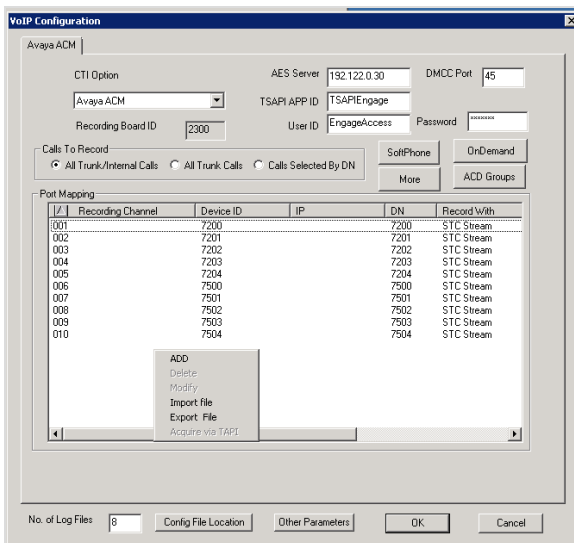 VoIP Configuration
Avaya ACM
CTI Option
AES Server 192.122.0.30 DMCC Port 45
Avaya ACM
TSAPI APP ID TSAPIEngage
Recording Board ID 2300
User ID EngageAccess Password xxxxxxx
Calls To Record
All Trunk/Internal Calls All Trunk Calls Calls Selected By DN
SoftPhone OnDemand
More ACD Groups
Port Mapping
/ Recording Channel Device ID IP DN Record With
001 7200 7200 STC Stream
002 7201 7201 STC Stream
003 7202 7202 STC Stream
004 7203 7203 STC Stream
005 7204 7204 STC Stream
006 7500 7500 STC Stream
007 7501 7501 STC Stream
008 7502 7502 STC Stream
009 7503 7503 STC Stream
010 7504 7504 STC Stream
ADD
Delete
Modify
Import file
Export File
Acquire via TAPI
No. of Log Files 8 Config File Location Other Parameters OK Cancel